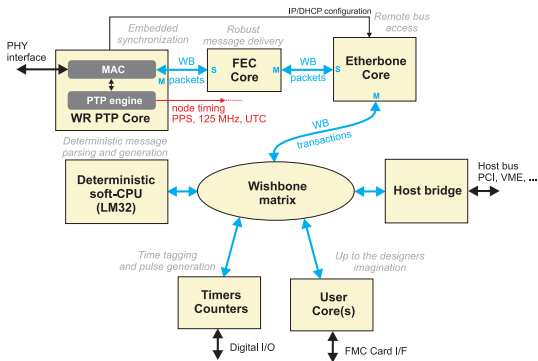 IP/DHCP configuration
Embedded
synchronization
Robust
message delivery
Remote bus
access
PHY
interface
MAC
PTP engine
WR PTP Core
M
WB
packets
S
FEC
Core
M
WB
packets
S
Etherbone
Core
M
node timing
PPS, 125 MHz, UTC
WB
transactions
Deterministic message
parsing and generation
Deterministic
soft-CPU
(LM32)
Wishbone
matrix
Host bridge
Host bus
PCI, VME, ...
Time tagging
and pulse generation
Up to the designers
imagination
Timers
Counters
User
Core(s)
Digital I/O
FMC Card I/F